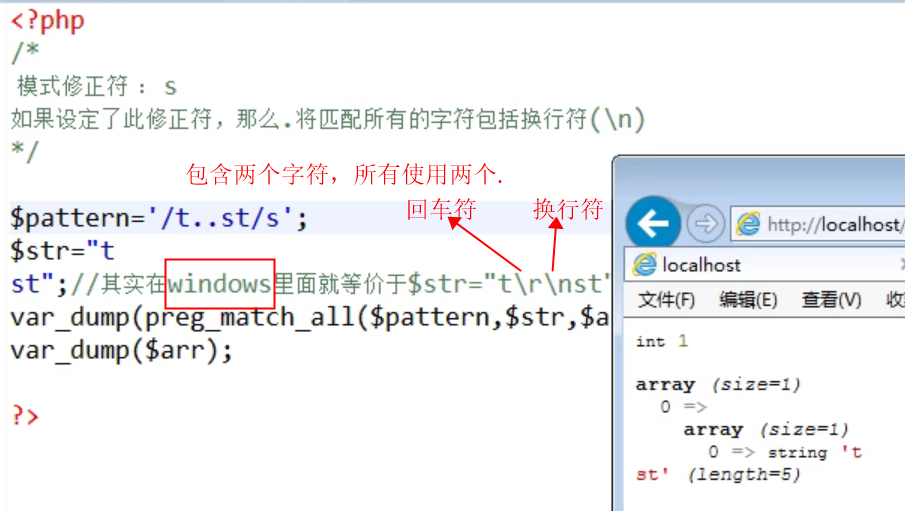 <?php
/*
模式修正符 : s
如果设定了此修正符，那么.将匹配所有的字符包括换行符(\n)
*/
包含两个字符，所有使用两个.
回车符 换行符
$pattern='/t..st/s';
$str="t
st";//其实在windows里面就等价于$str="t\r\nst"
var_dump(preg_match_all($pattern,$str,$a
var_dump($arr);
?>
http://localhost/
localhost
文件(F) 编辑(E) 查看(V) 收
int 1
array (size=1)
0 =>
array (size=1)
0 => string 't
st' (length=5)